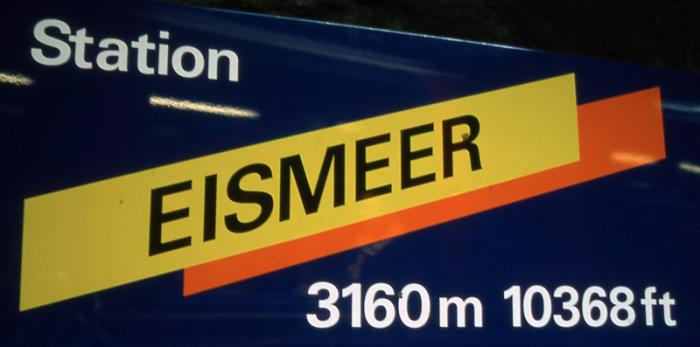 Station
EISMEER
3160m 10368ft